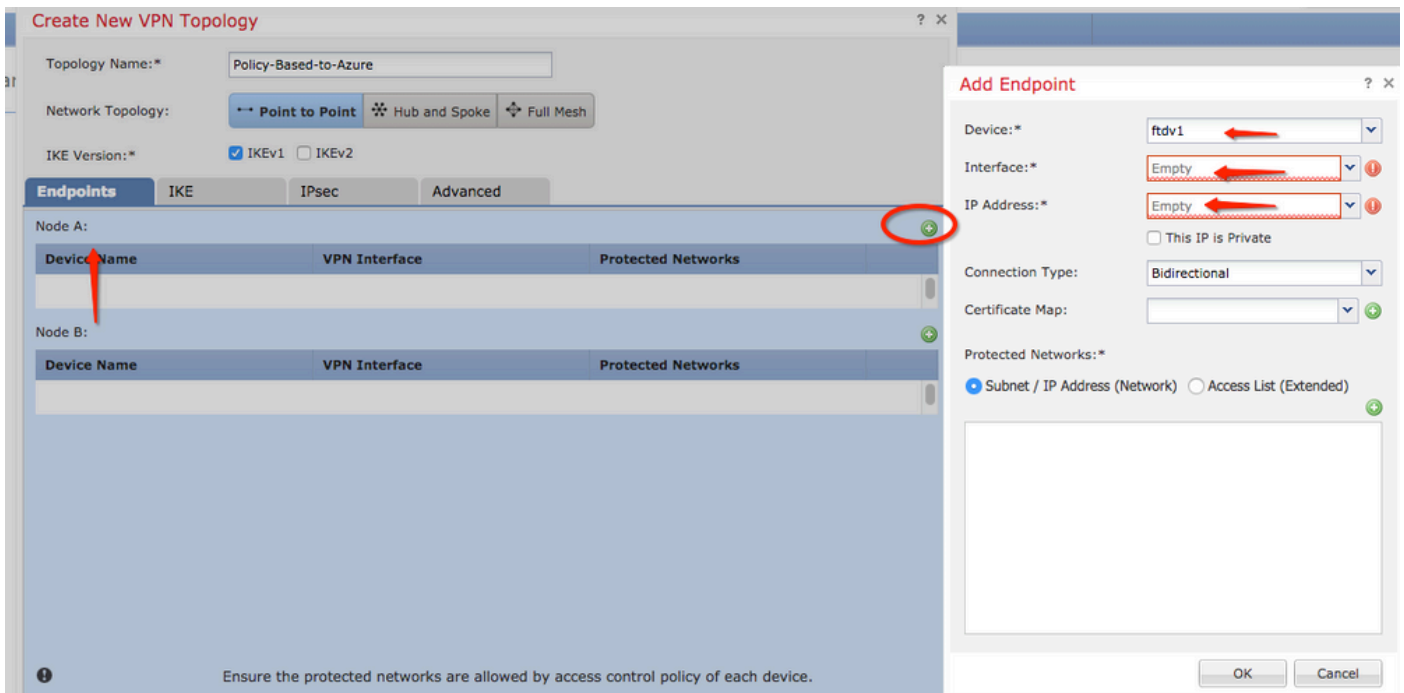 Create New VPN Topology
? ×
Topology Name:*
Policy-Based-to-Azure
Network Topology:
Point to Point
Hub and Spoke
Full Mesh
IKE Version:*
IKEv1
IKEv2
Endpoints
IKE
IPsec
Advanced
Node A:
Device Name
VPN Interface
Protected Networks
Node B:
Device Name
VPN Interface
Protected Networks
Ensure the protected networks are allowed by access control policy of each device.
Add Endpoint
? ×
Device:*
ftdv1
Interface:*
Empty
IP Address:*
Empty
This IP is Private
Connection Type:
Bidirectional
Certificate Map:
Protected Networks:*
Subnet / IP Address (Network)
Access List (Extended)
OK
Cancel